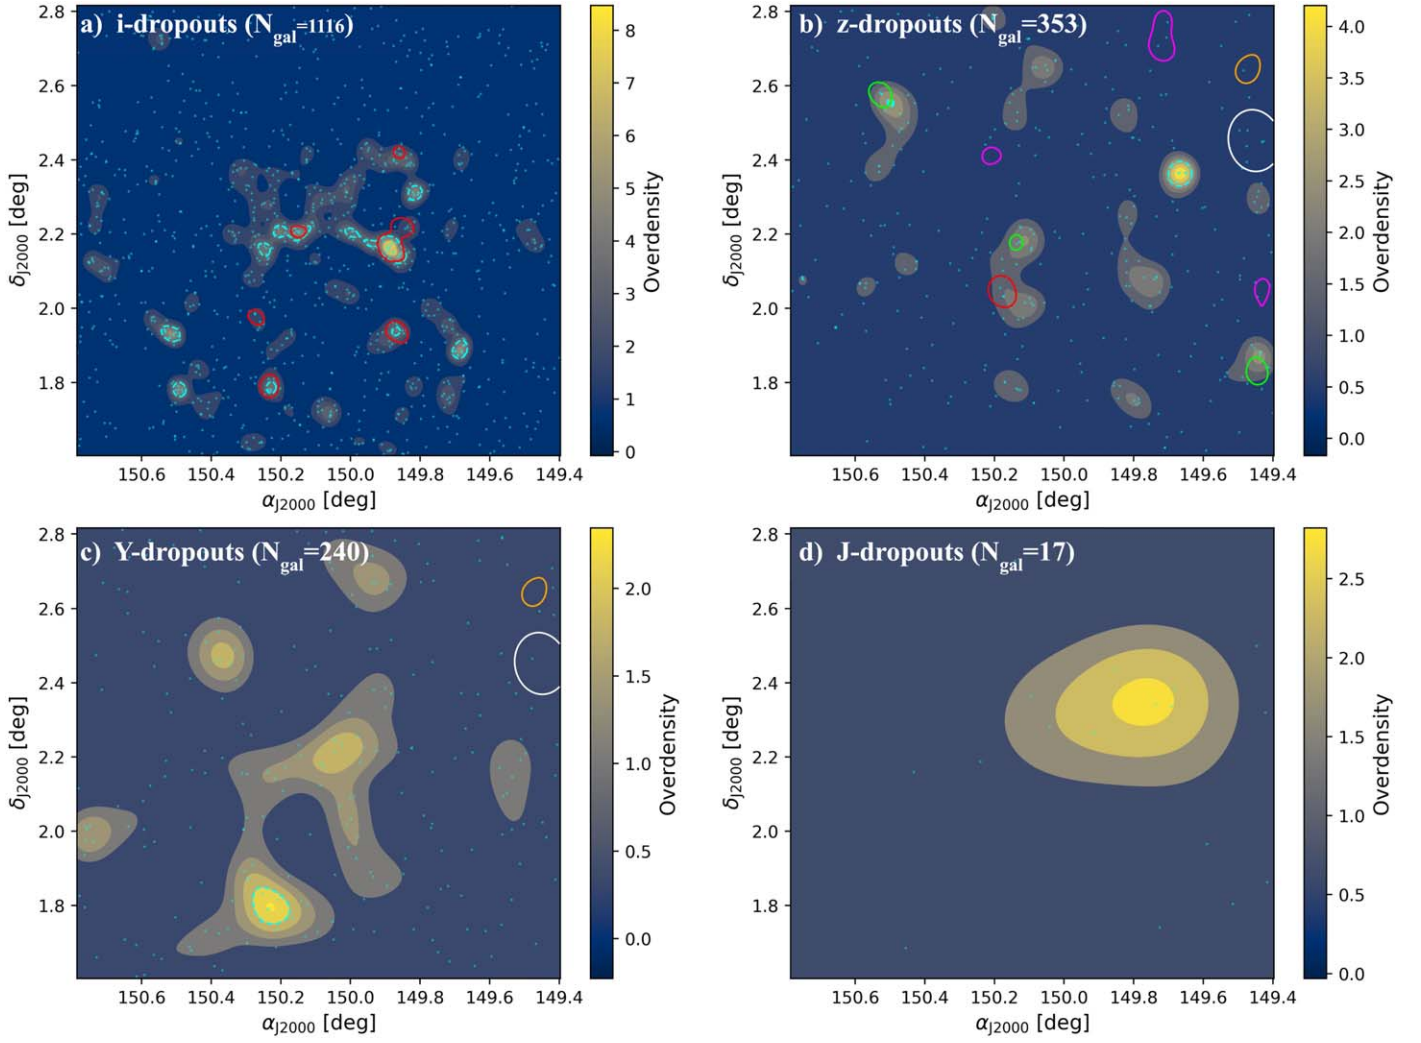 a) i-dropouts (N_gal=1116)
2.8
2.6
2.4
2.2
2.0
1.8
δJ2000 [deg]
150.6 150.4 150.2 150.0 149.8 149.6 149.4
αJ2000 [deg]
8
7
6
5
4
3
2
1
0
Overdensity
b) z-dropouts (N_gal=353)
2.8
2.6
2.4
2.2
2.0
1.8
δJ2000 [deg]
150.6 150.4 150.2 150.0 149.8 149.6 149.4
αJ2000 [deg]
4.0
3.5
3.0
2.5
2.0
1.5
1.0
0.5
0.0
Overdensity
c) Y-dropouts (N_gal=240)
2.8
2.6
2.4
2.2
2.0
1.8
δJ2000 [deg]
150.6 150.4 150.2 150.0 149.8 149.6 149.4
αJ2000 [deg]
2.0
1.5
1.0
0.5
0.0
Overdensity
d) J-dropouts (N_gal=17)
2.8
2.6
2.4
2.2
2.0
1.8
δJ2000 [deg]
150.6 150.4 150.2 150.0 149.8 149.6 149.4
αJ2000 [deg]
2.5
2.0
1.5
1.0
0.5
0.0
Overdensity